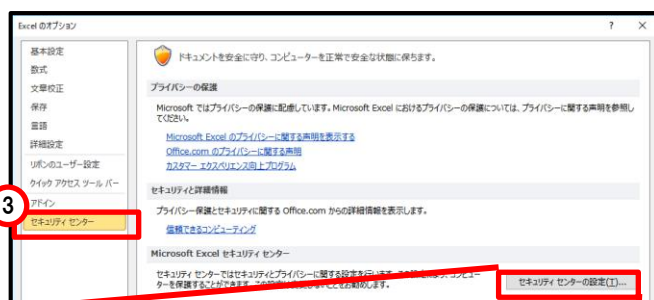 Excel のオプション
? ×
基本設定
数式
文章校正
保存
言語
詳細設定
リボンのユーザー設定
クイック アクセス ツール バー
アドイン
3
セキュリティ センター
ドキュメントを安全に守り、コンピューターを正常で安全な状態に保ちます。
プライバシーの保護
Microsoft ではプライバシーの保護に配慮しています。Microsoft Excel におけるプライバシーの保護については、プライバシーに関する声明を参照し
てください。
Microsoft Excel のプライバシーに関する声明を表示する
Office.com のプライバシーに関する声明
カスタマー エクスペリエンス向上プログラム
セキュリティと詳細情報
プライバシー保護とセキュリティに関する Office.com からの詳細情報を表示します。
信頼できるコンピューティング
Microsoft Excel セキュリティ センター
セキュリティ センターではセキュリティとプライバシーに関する設定を行います。
ターを保護することができます。
セキュリティ センターの設定(T)...